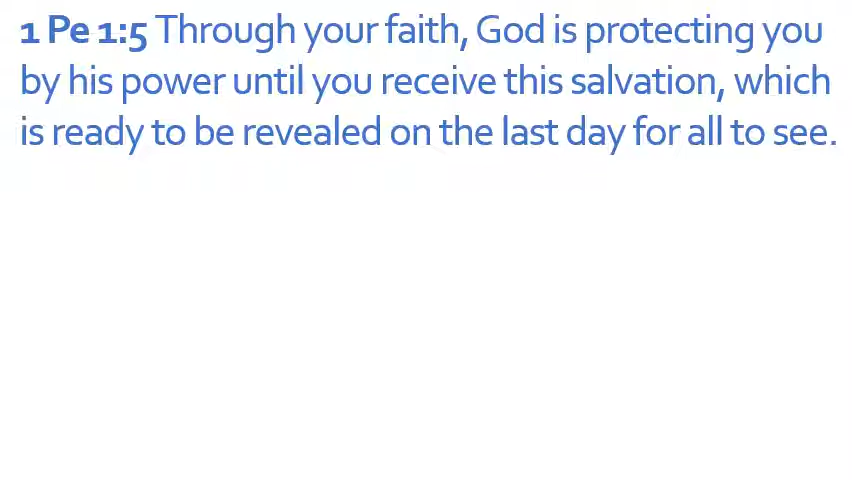 1 Pe 1:5 Through your faith, God is protecting you
by his power until you receive this salvation, which
is ready to be revealed on the last day for all to see.